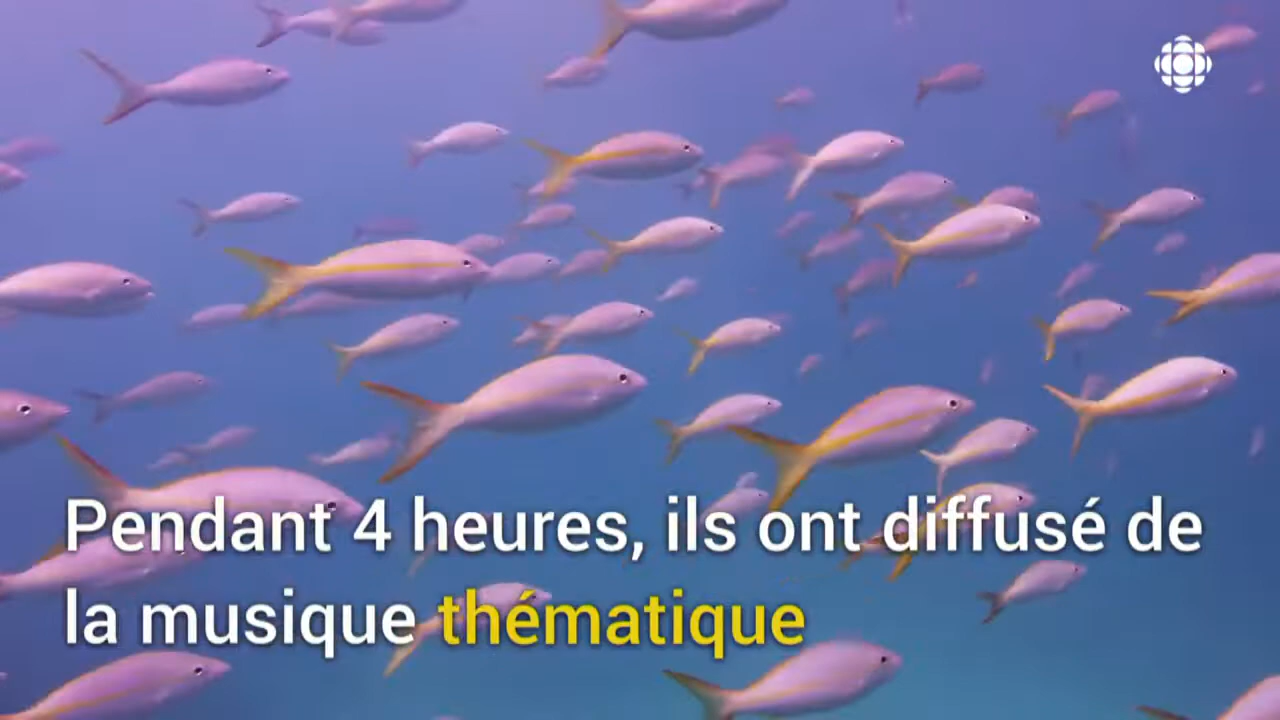 Pendant 4 heures, ils ont diffusé de
la musique thématique